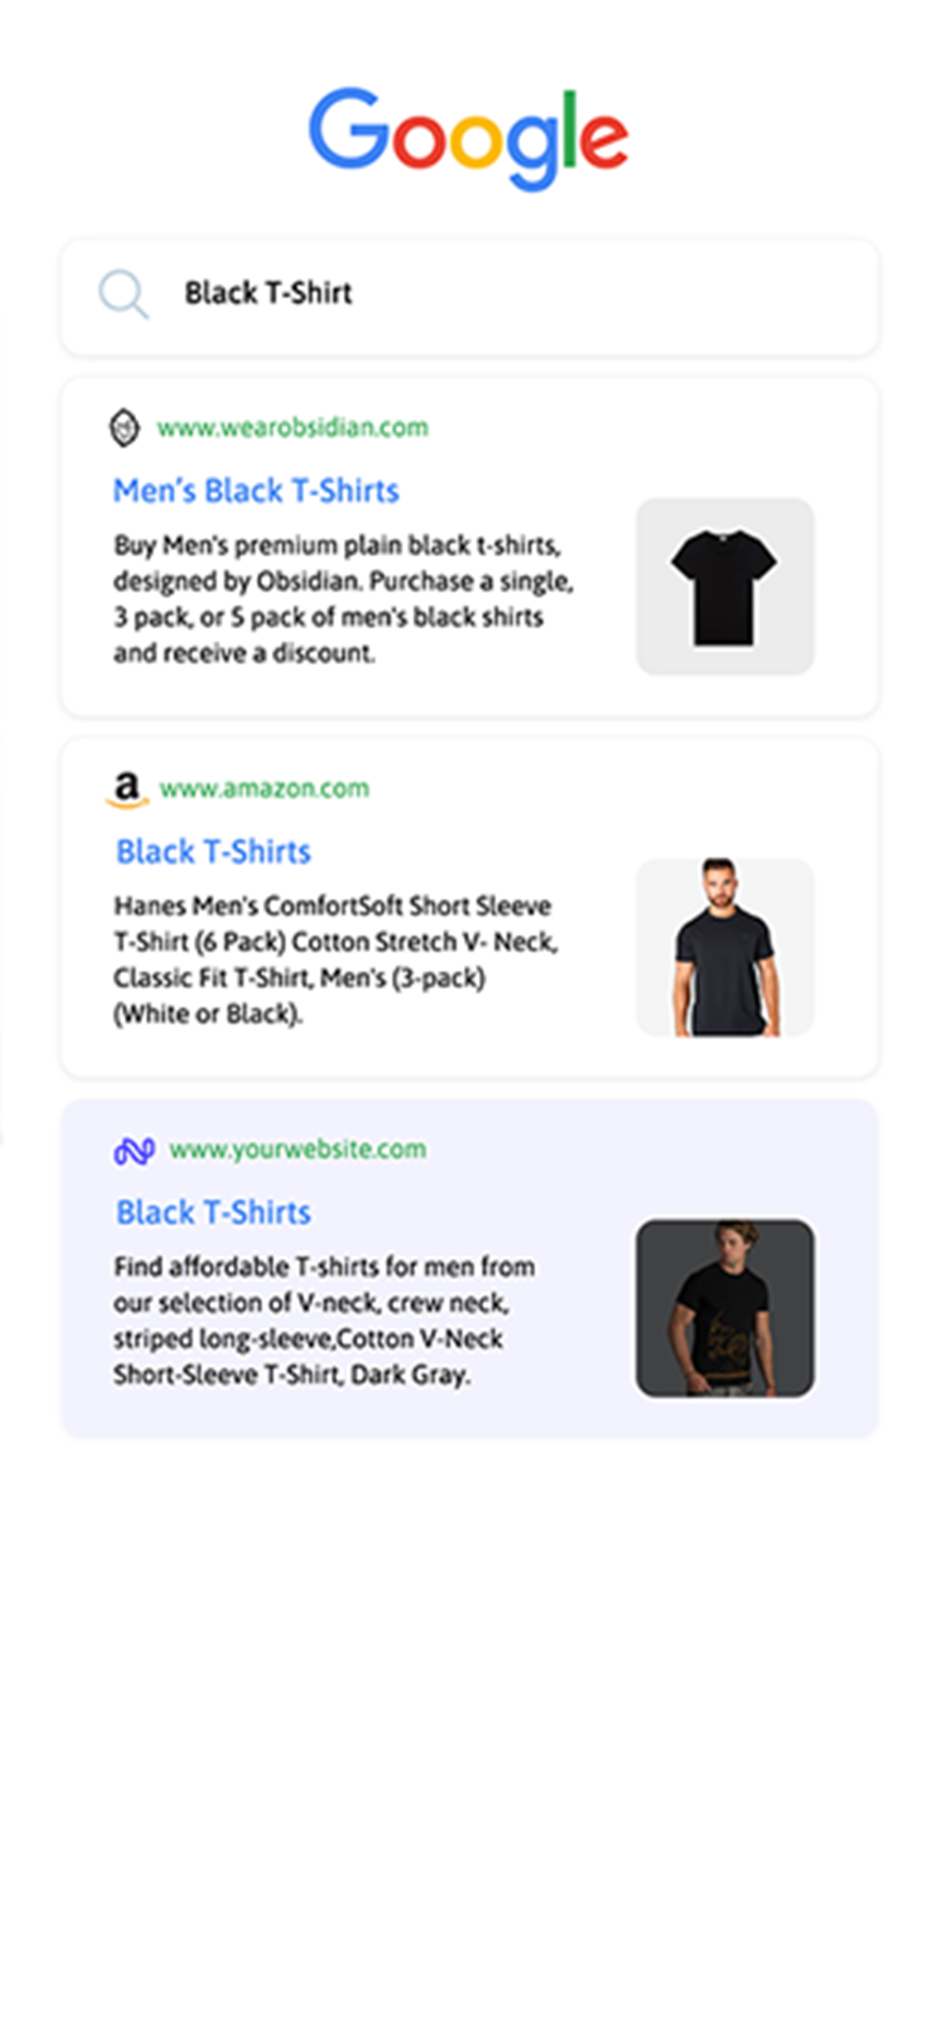 Google
Black T-Shirt
www.wearobsidian.com
Men's Black T-Shirts
Buy Men's premium plain black t-shirts,
designed by Obsidian. Purchase a single,
3 pack, or 5 pack of men's black shirts
and receive a discount.
a www.amazon.com
Black T-Shirts
Hanes Men's ComfortSoft Short Sleeve
T-Shirt (6 Pack) Cotton Stretch V- Neck,
Classic Fit T-Shirt, Men's (3-pack)
(White or Black).
www.yourwebsite.com
Black T-Shirts
Find affordable T-shirts for men from
our selection of V-neck, crew neck,
striped long-sleeve,Cotton V-Neck
Short-Sleeve T-Shirt, Dark Gray.